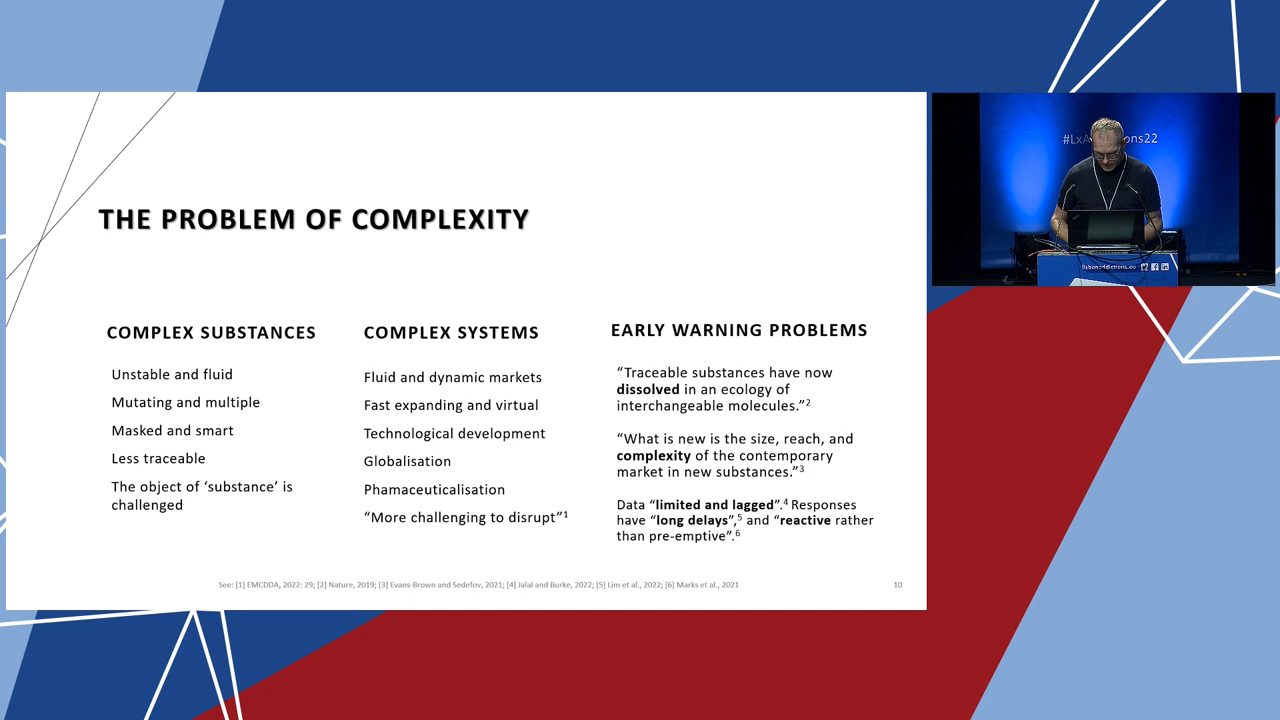 THE PROBLEM OF COMPLEXITY
COMPLEX SUBSTANCES
Unstable and fluid
Mutating and multiple
Masked and smart
Less traceable
The object of ‘substance’ is
challenged
COMPLEX SYSTEMS
Fluid and dynamic markets
Fast expanding and virtual
Technological development
Globalisation
Phamaceuticalisation
“More challenging to disrupt”1
EARLY WARNING PROBLEMS
“Traceable substances have now
dissolved in an ecology of
interchangeable molecules.”2
“What is new is the size, reach, and
complexity of the contemporary
market in new substances.”3
Data “limited and lagged”.4 Responses
have “long delays”,5 and “reactive rather
than pre-emptive”.6
See: [1] EMCDDA, 2022: 29; [2] Nature, 2019; [3] Evans-Brown and Sedefov, 2021; [4] Jalal and Burke, 2022; [5] Lim et al., 2022; [6] Marks et al., 2021
10
lisbonaddictions.eu